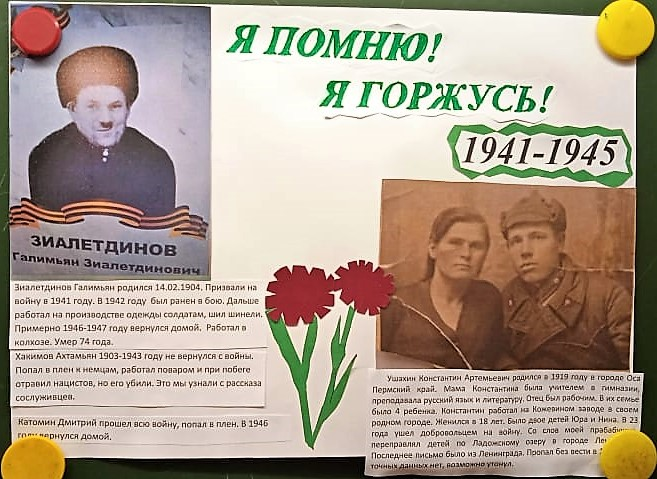 Я ПОМНЮ!
Я ГОРЖУСЬ!
1941-1945
ЗИАЛЕТДИНОВ
Галимьян Зиалетдинович
Зиалетдинов Галимьян родился 14.02.1904. Призвали на
войну в 1941 году. В 1942 году был ранен в бою. Дальше
работал на производстве одежды солдатам, шил шинели.
Примерно 1946-1947 году вернулся домой. Работал в
колхозе. Умер 74 года.
Хакимов Ахтамьян 1903-1943 году не вернулся с войны.
Попал в плен к немцам, работал поваром и при побеге
отравил нацистов, но его убили. Это мы узнали с рассказа
сослуживцев.
Катомин Дмитрий прошел всю войну, попал в плен. В 1946
году вернулся домой.
Ушахин Константин Артемьевич родился в 1919 году в городе Оса
Пермский край. Мама Константина была учителем в гимназии,
преподавала русский язык и литературу. Отец был рабочим. В их семье
было 4 ребенка. Константин работал на Кожевином заводе в своем
родном городе. Женился в 18 лет. Было двое детей Юра и Нина. В 23
года ушел добровольцем на войну. Со слов моей
переправлял детей по Ладожскому озеру в городе
Последнее письмо было из Ленинграда. Пропал без вести в
точных данных нет, возможно утонул.